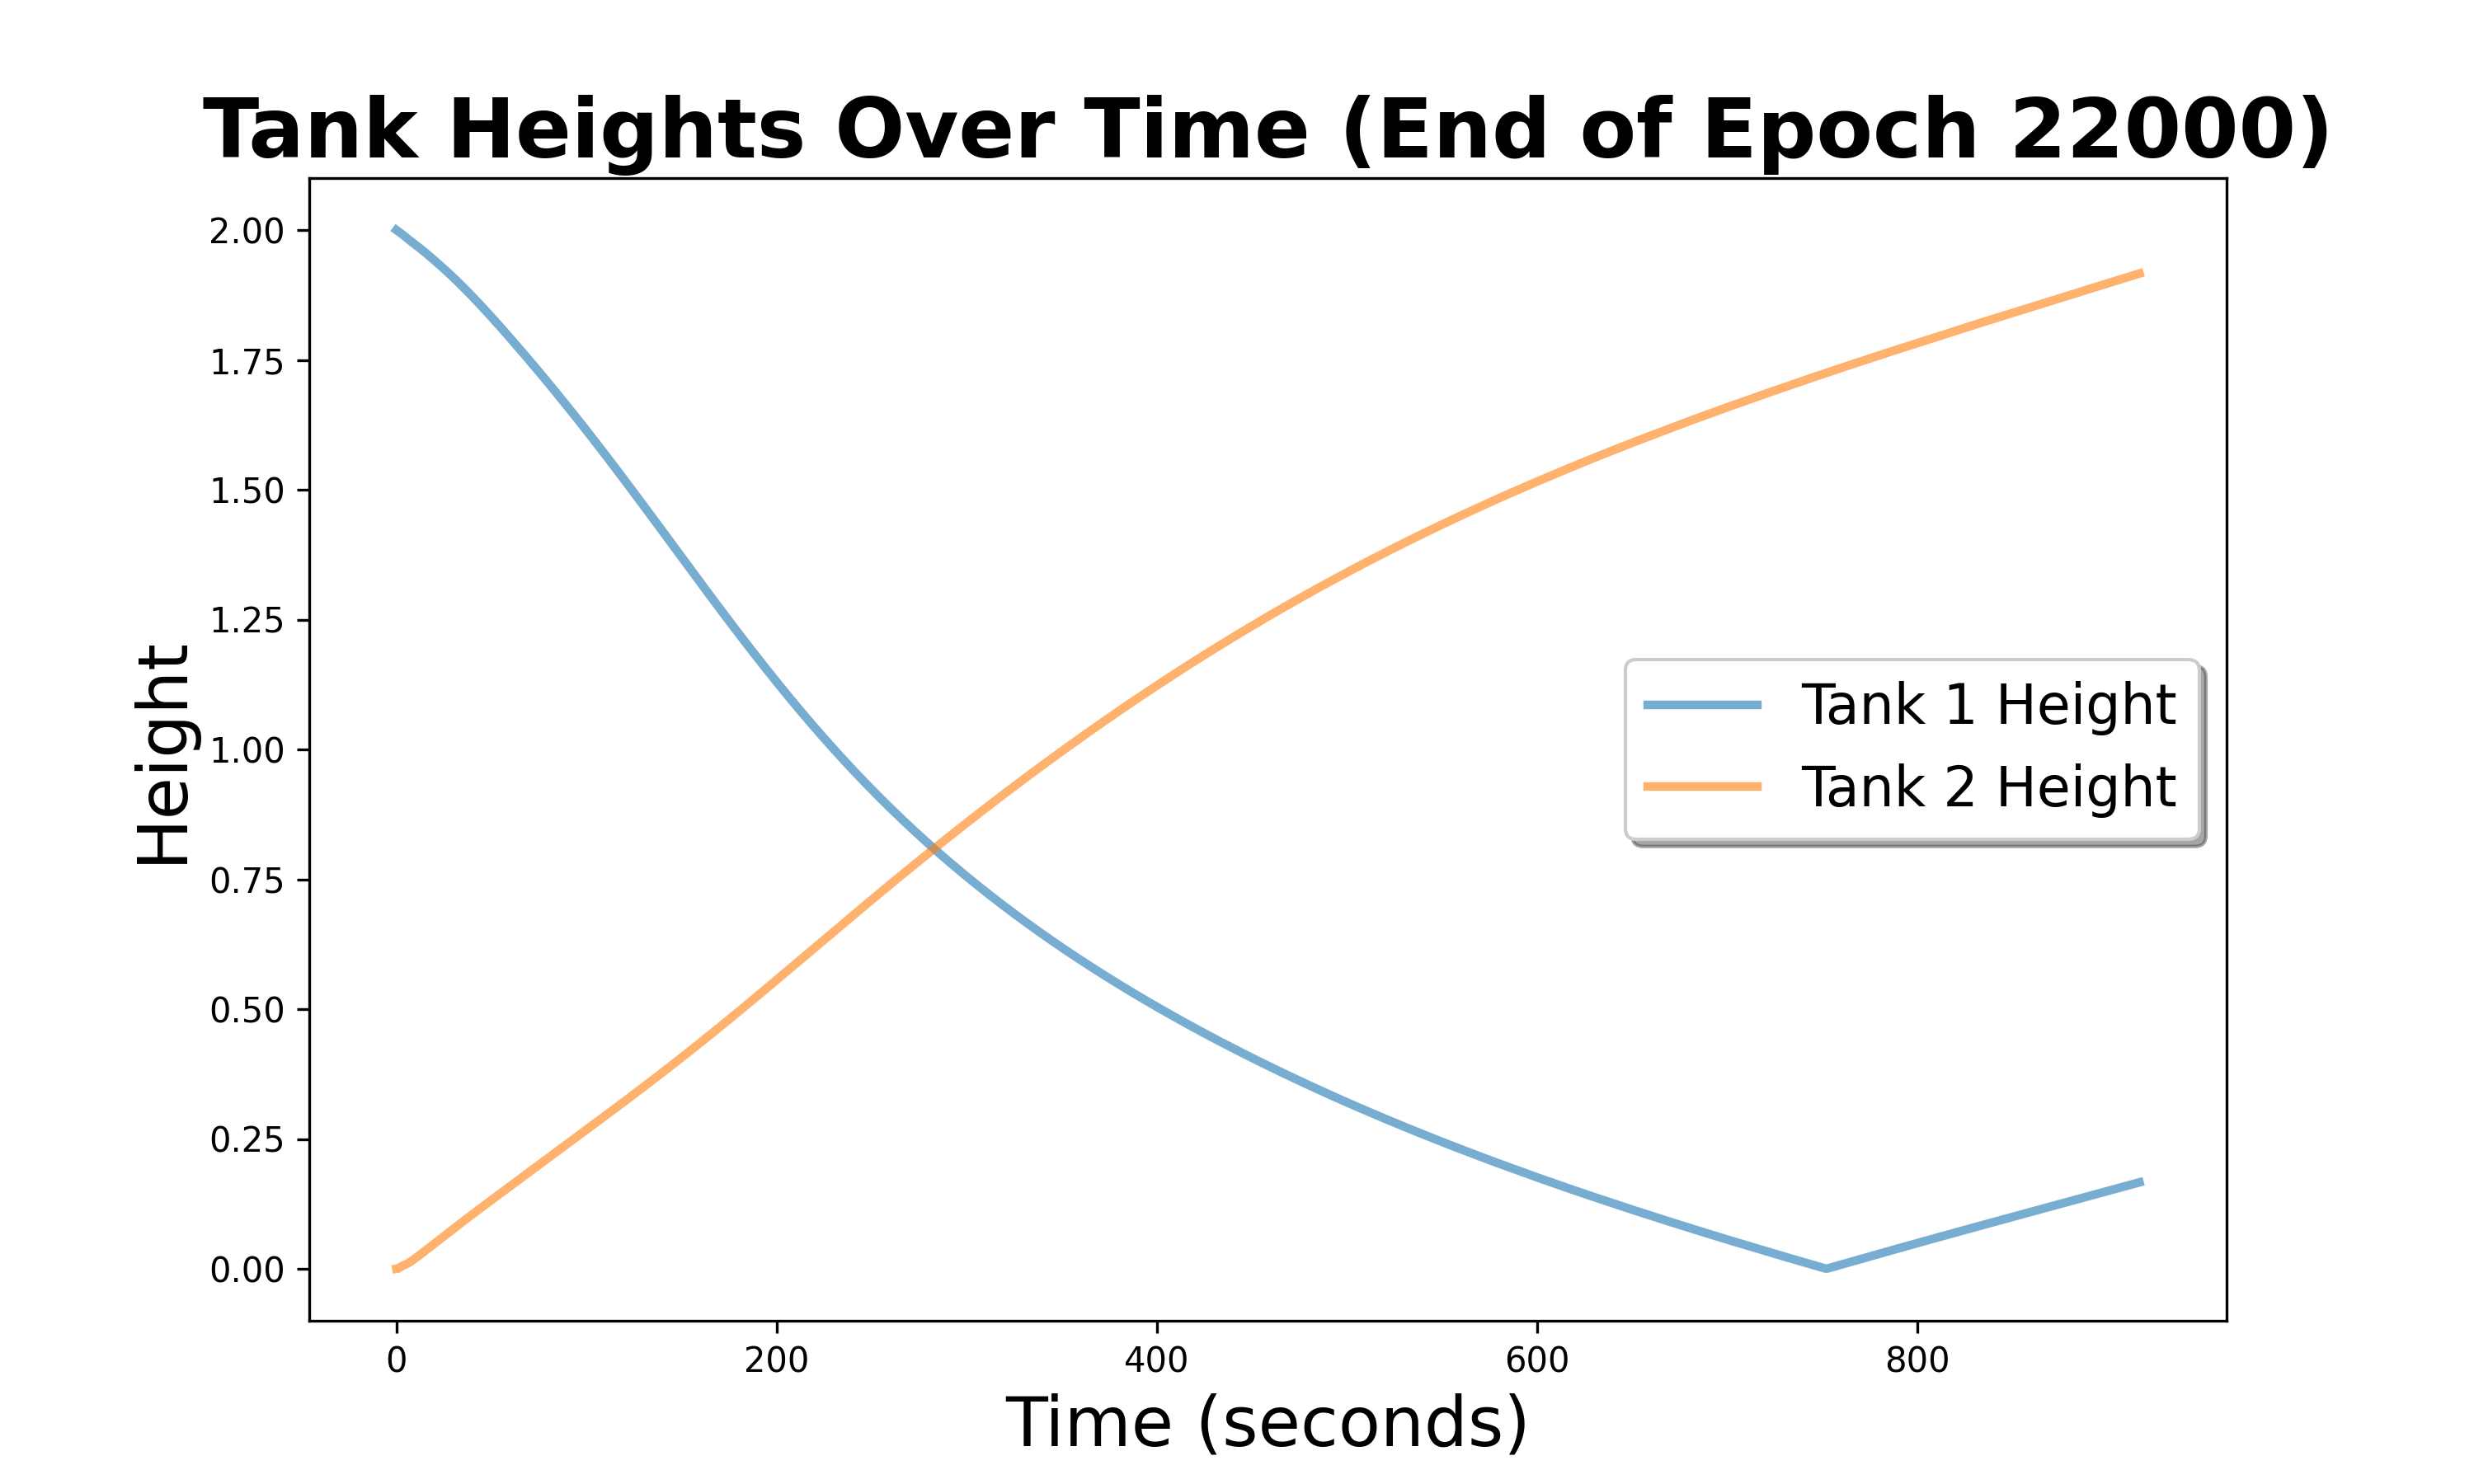 Tank Heights Over Time (End of Epoch 22000)
2.00
1.75
1.50
1.25
1.00
0.75
0.50
0.25
0.00
Height
Tank 1 Height
Tank 2 Height
0 200 400 600 800
Time (seconds)